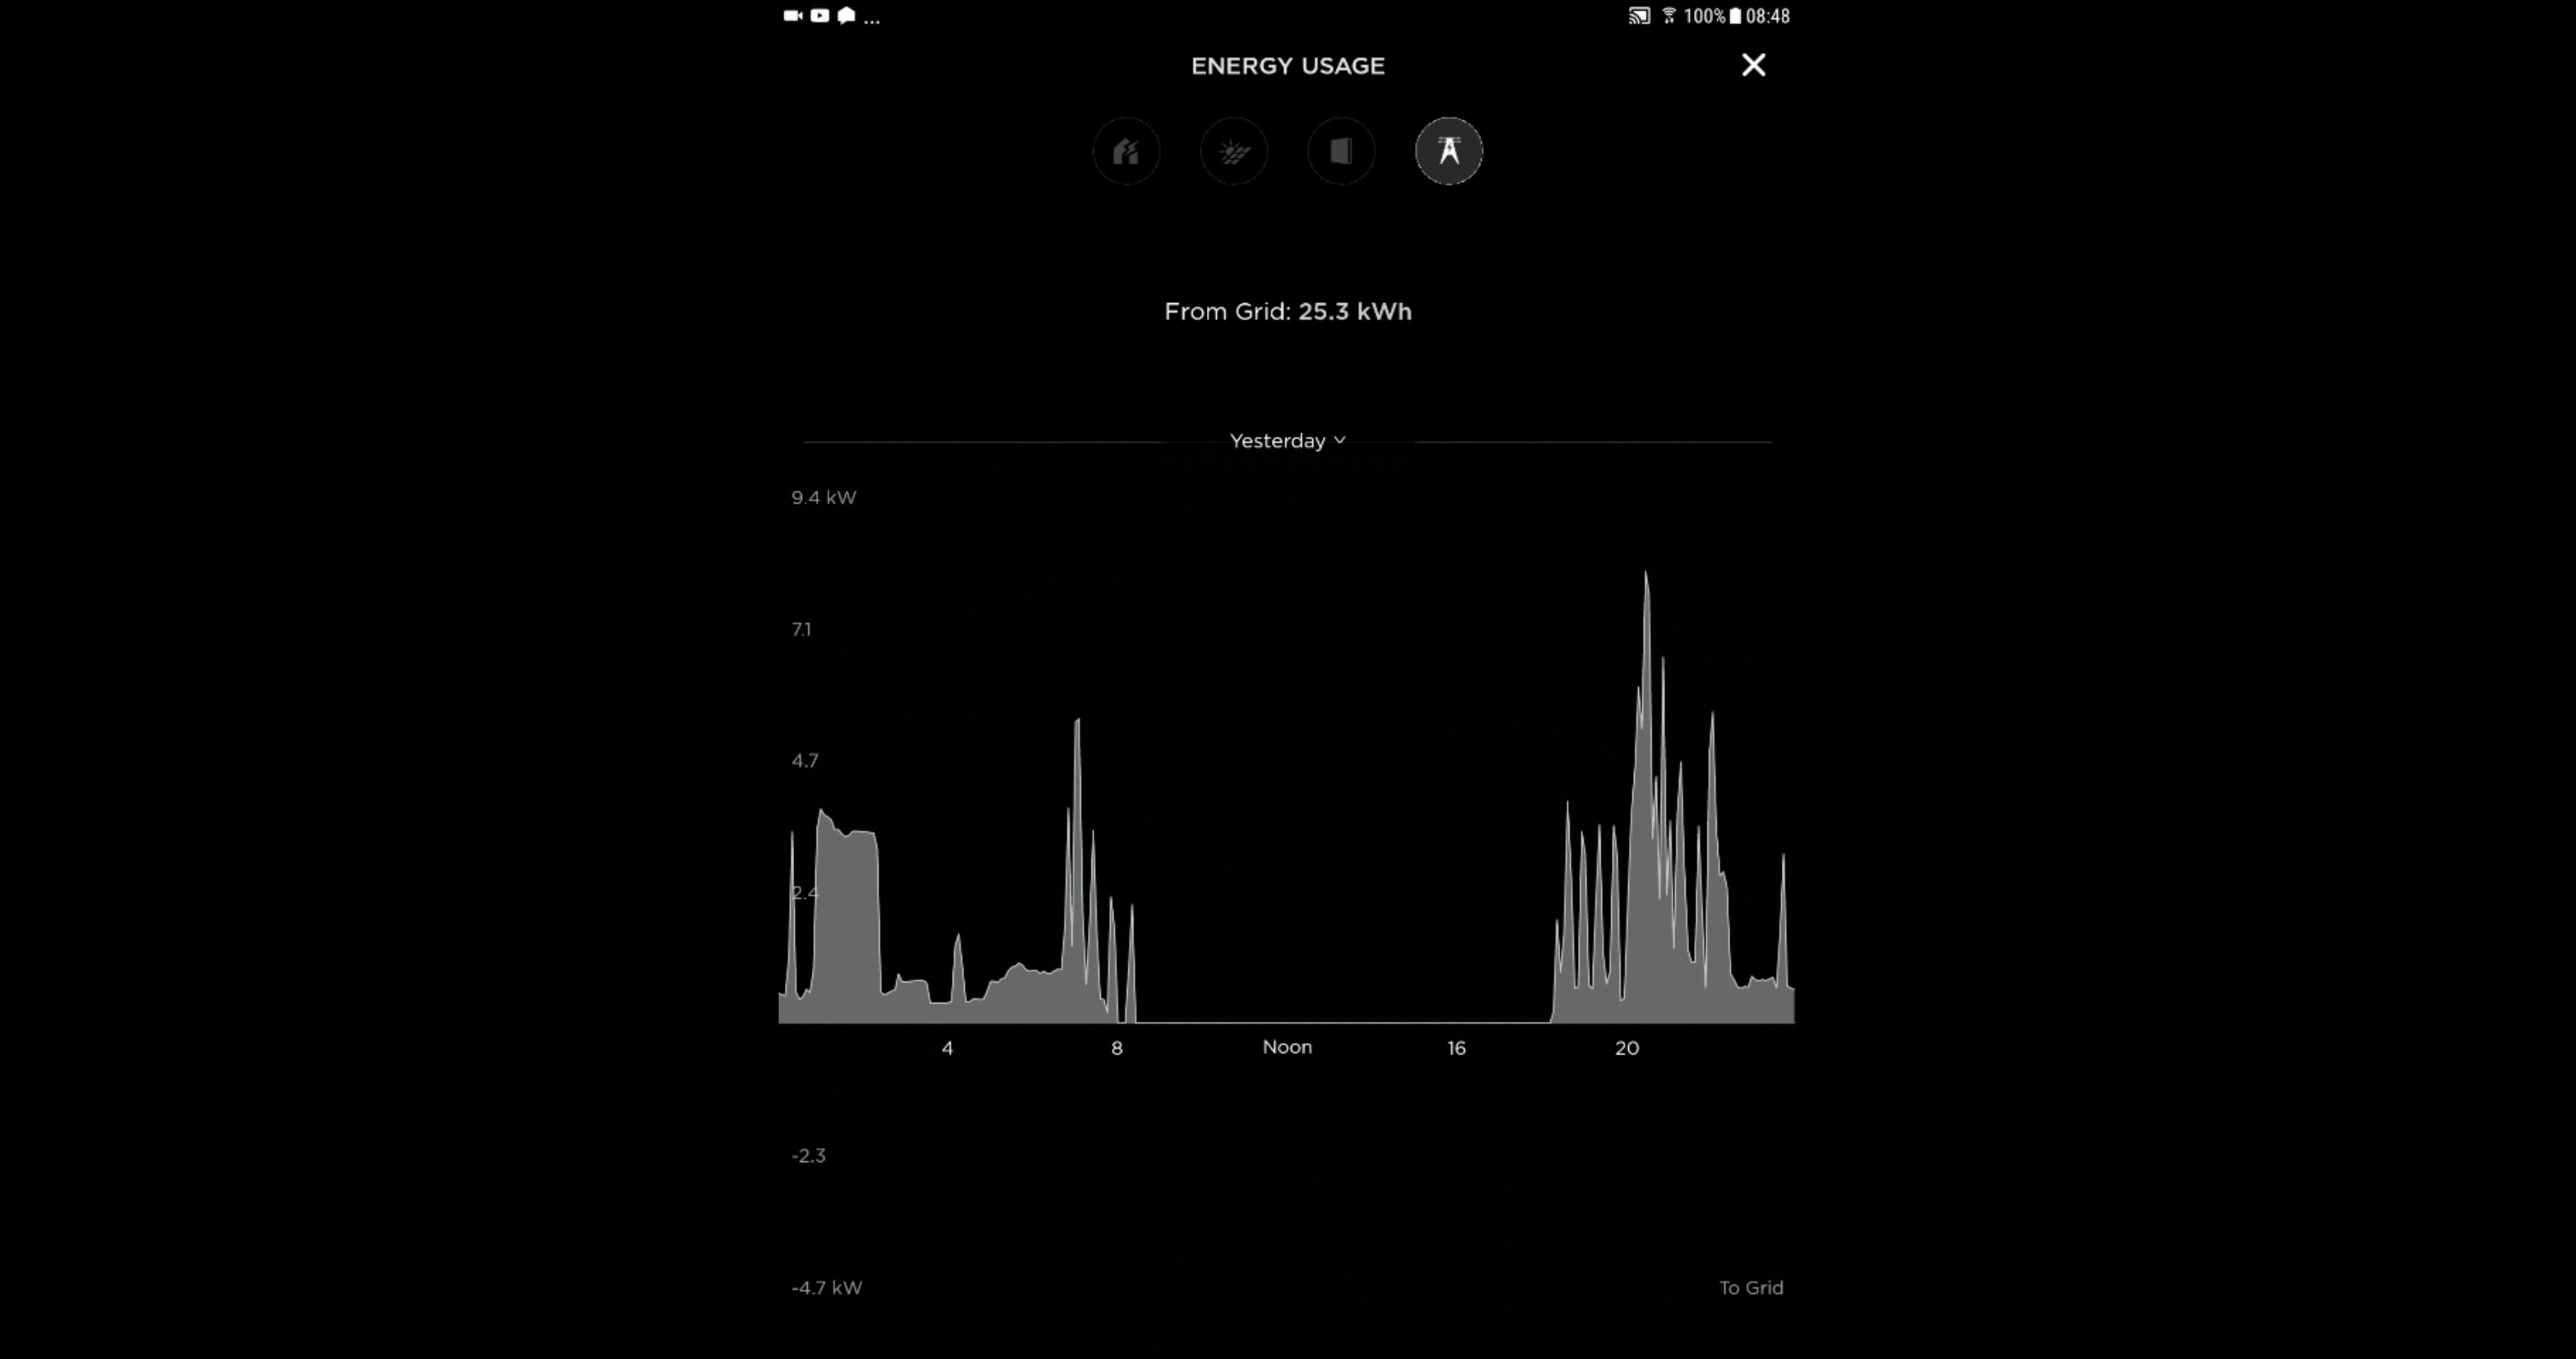 ... 100% 08:48
ENERGY USAGE
From Grid: 25.3 kWh
Yesterday
9.4 kW
7.1
4.7
2.4
4 8 Noon 16 20
-2.3
-4.7 kW To Grid